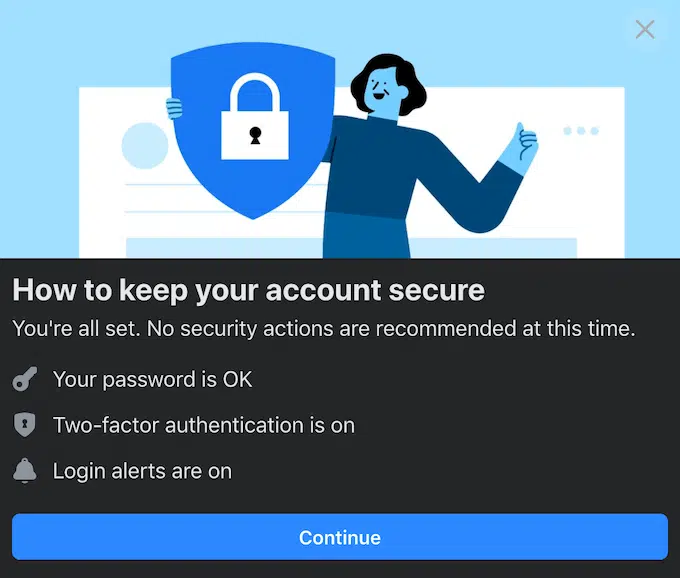 How to keep your account secure
You're all set. No security actions are recommended at this time.
Your password is OK
Two-factor authentication is on
Login alerts are on
Continue